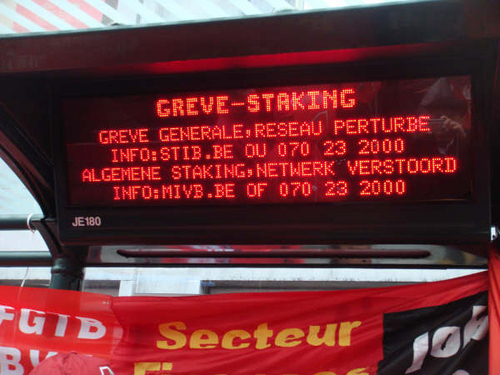 GREVE-STAKING
GREVE GENERALE,RESEAU PERTURBE
INFO:STIB.BE OU 070 23 2000
ALGEMENE STAKING,NETWERK VERSTOORD
INFO:MIVB.BE OF 070 23 2000
JE180
FGTB
Secteur